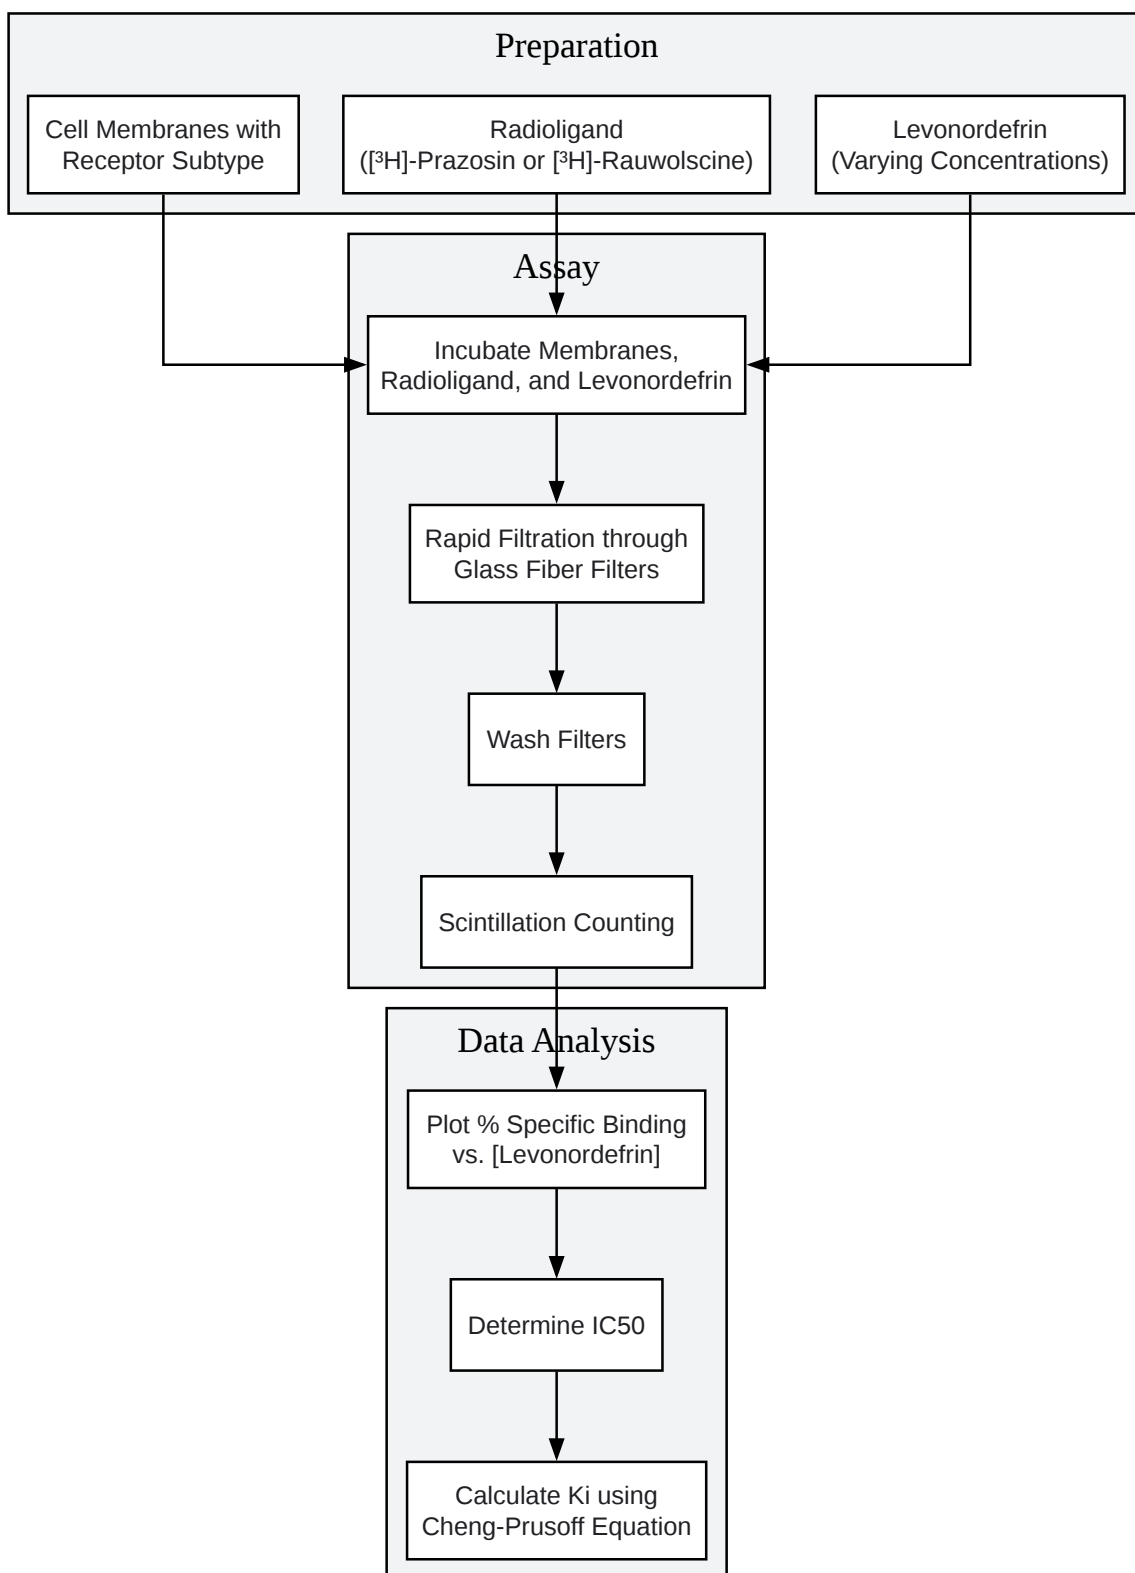 Preparation
Cell Membranes with
Receptor Subtype
Radioligand
([³H]-Prazosin or [³H]-Rauwolscine)
Levonordefrin
(Varying Concentrations)
Assay
Incubate Membranes,
Radioligand, and Levonordefrin
Rapid Filtration through
Glass Fiber Filters
Wash Filters
Scintillation Counting
Data Analysis
Plot % Specific Binding
vs. [Levonordefrin]
Determine IC50
Calculate Ki using
Cheng-Prusoff Equation